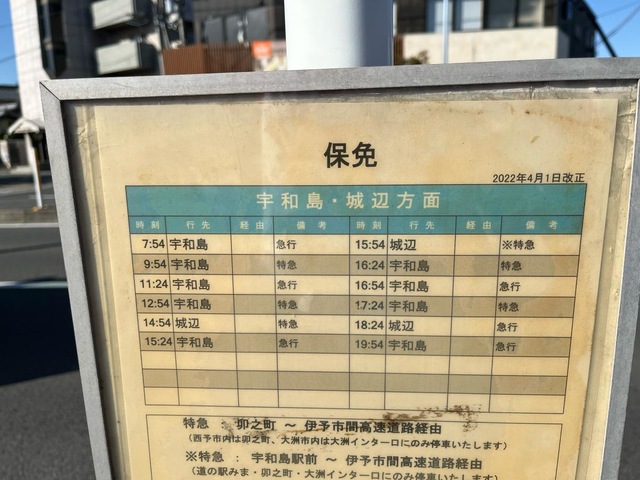 保免
2022年4月1日改正
宇和島・城辺方面
時刻 行先 経由 備考 時刻 行先 経由 備考
7:54 宇和島 急行 15:54 城辺 ※特急
9:54 宇和島 特急 16:24 宇和島 特急
11:24 宇和島 急行 16:54 宇和島 急行
12:54 宇和島 特急 17:24 宇和島 特急
14:54 城辺 特急 18:24 城辺 急行
15:24 宇和島 急行 19:54 宇和島 急行
特急 : 卯之町 ～ 伊予市間高速道路経由
(西予市内は卯之町、大洲市内は大洲インター口にのみ停車いたします)
※特急 : 宇和島駅前 ～ 伊予市間高速道路経由
(道の駅みま・卯之町・大洲インター口にのみ停車いたします)